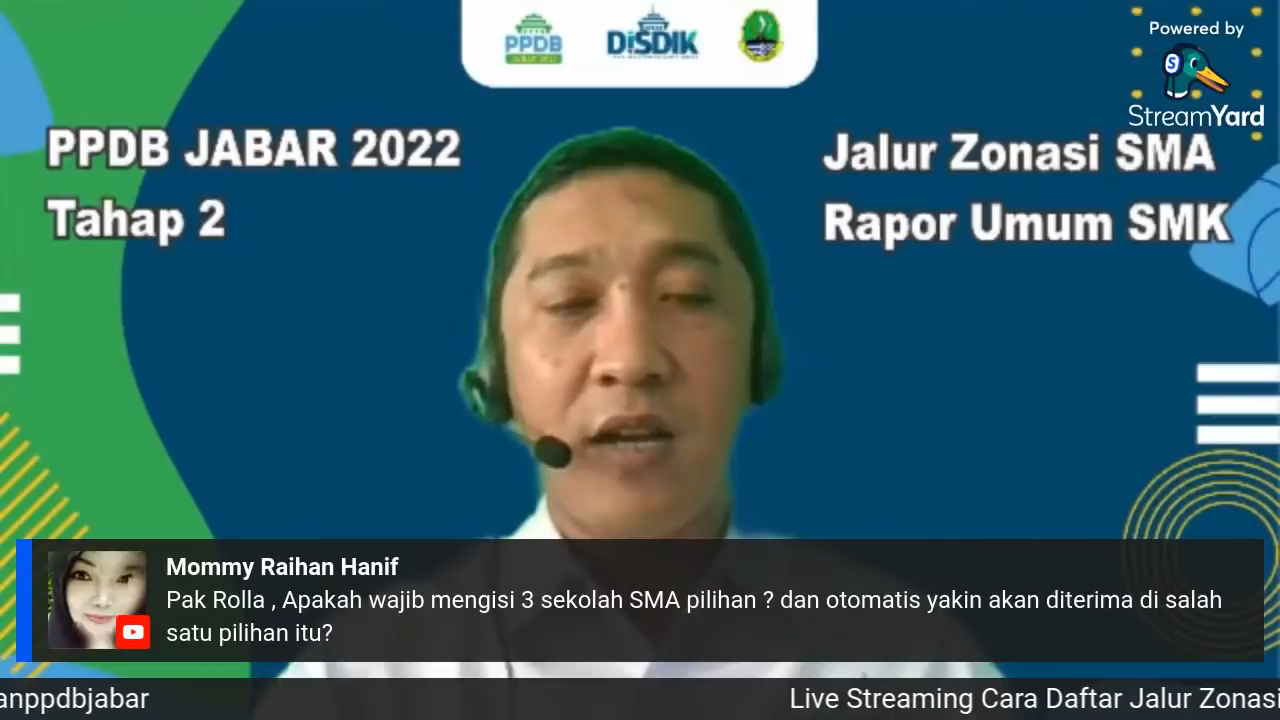 PPDB
DISDIK
Powered by
S
StreamYard
PPDB JABAR 2022
Tahap 2
Jalur Zonasi SMA
Rapor Umum SMK
Mommy Raihan Hanif
Pak Rolla , Apakah wajib mengisi 3 sekolah SMA pilihan ? dan otomatis yakin akan diterima di salah
satu pilihan itu?
anppdbjabar
Live Streaming Cara Daftar Jalur Zonasi